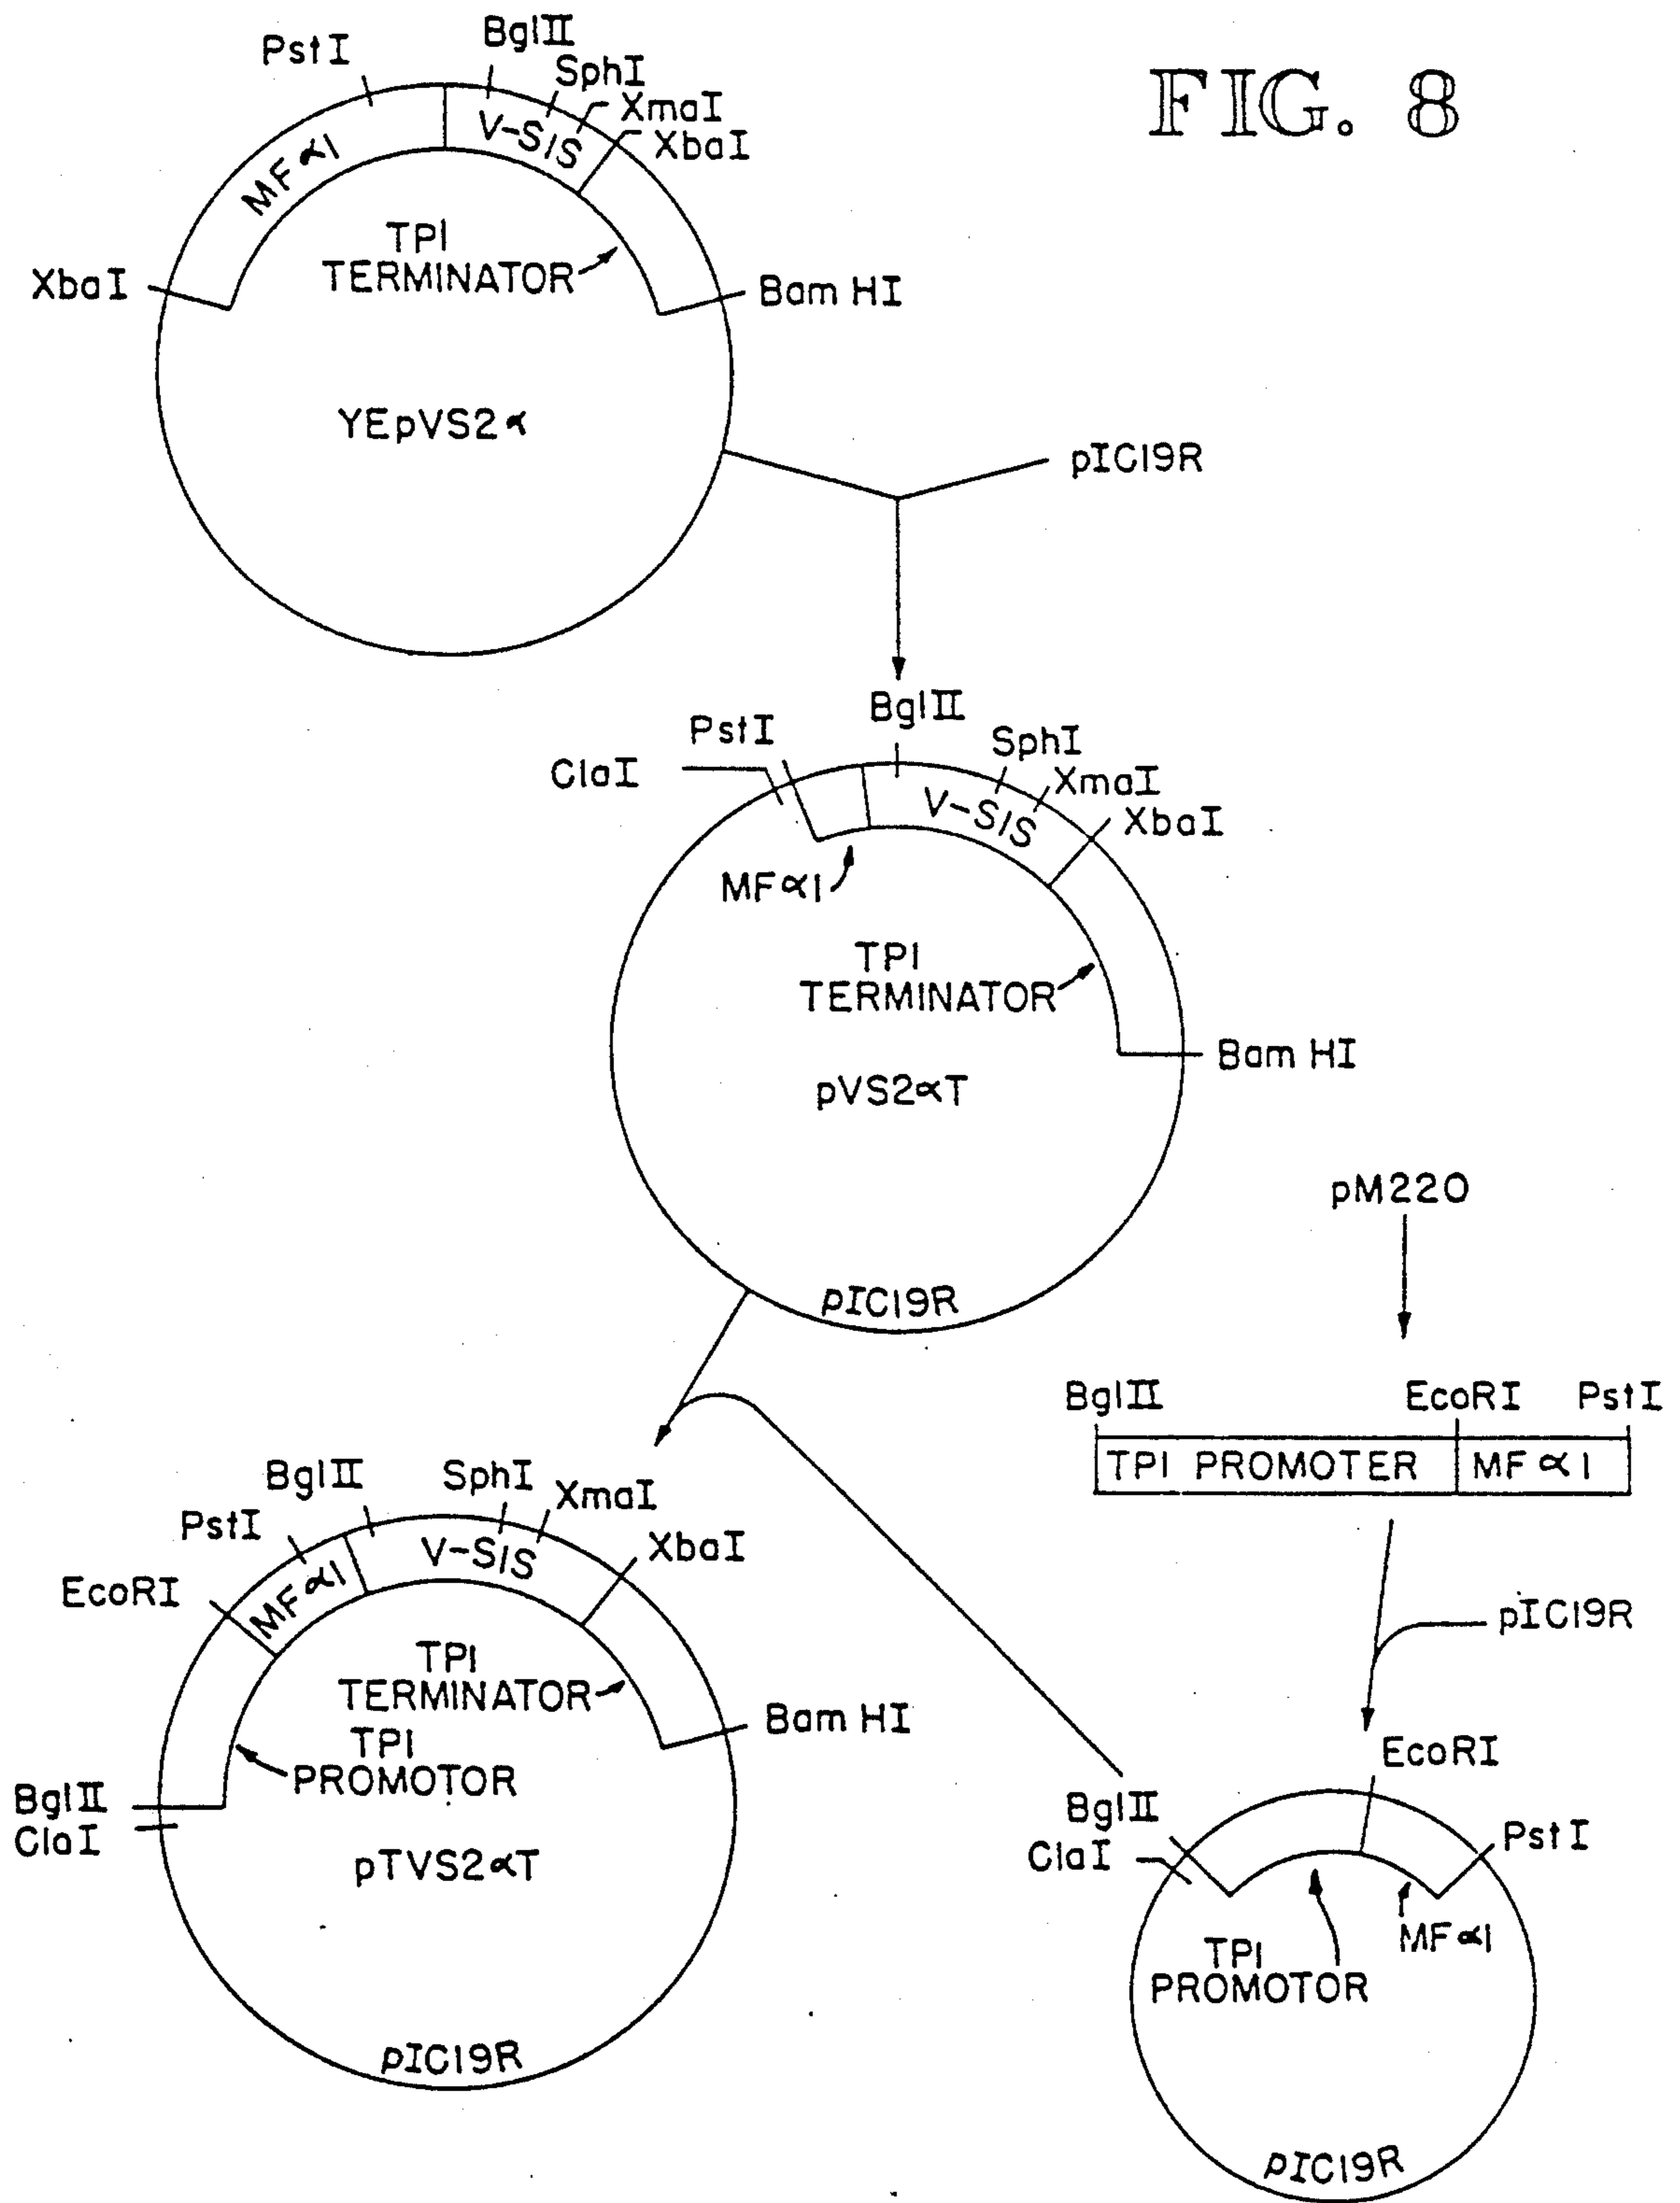 FIG. 8
PstI
BglII
SphI
XmaI
XbaI
V-SIS
MFα1
TPI
TERMINATOR
XbaI
Bam HI
YEpVS2α
pIC19R
BglII
PstI
SphI
ClaI
XmaI
XbaI
V-SIS
MFα1
TPI
TERMINATOR
Bam HI
pVS2αT
pIC19R
pM220
BglII
EcoRI
PstI
TPI PROMOTER
MFα1
pIC19R
BglII
SphI
XmaI
PstI
XbaI
EcoRI
MFα1
V-SIS
TPI
TERMINATOR
Bam HI
TPI
PROMOTOR
BglII
ClaI
pTVS2αT
pIC19R
EcoRI
BglII
ClaI
PstI
MFα1
TPI
PROMOTOR
pIC19R